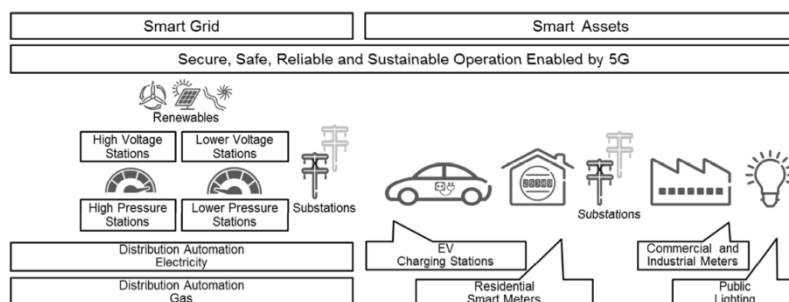 Smart Grid
Smart Assets
Secure, Safe, Reliable and Sustainable Operation Enabled by 5G
Renewables
High Voltage
Stations
Lower Voltage
Stations
High Pressure
Stations
Lower Pressure
Stations
Substations
Substations
Distribution Automation
Electricity
EV
Charging Stations
Commercial and
Industrial Meters
Distribution Automation
Gas
Residential
Smart Meters
Public
Lighting